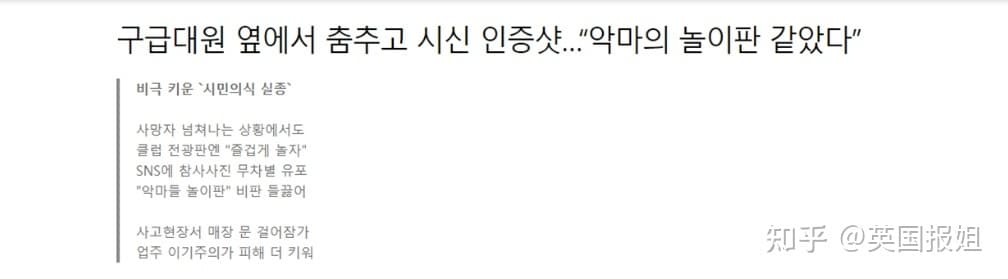 구급대원 옆에서 춤추고 시신 인증샷…“악마의 놀이판 같았다”
비극 키운 `시민의식 실종`
사망자 넘쳐나는 상황에서도
클럽 전광판엔 "즐겁게 놀자"
SNS에 참사사진 무차별 유포
"악마들 놀이판" 비판 들끓어
사고현장서 매장 문 걸어잠가
업주 이기주의가 피해 더 키워
知乎 @英国报姐